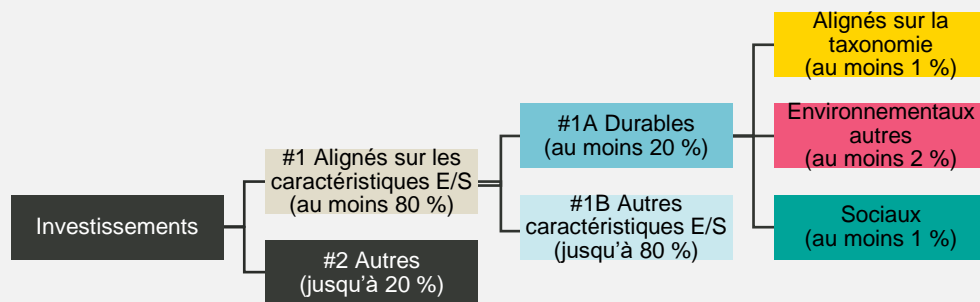 Investissements
#1 Alignés sur les
caractéristiques E/S
(au moins 80 %)
#2 Autres
(jusqu'à 20 %)
#1A Durables
(au moins 20 %)
#1B Autres
caractéristiques E/S
(jusqu'à 80 %)
Alignés sur la
taxonomie
(au moins 1 %)
Environnementaux
autres
(au moins 2 %)
Sociaux
(au moins 1 %)